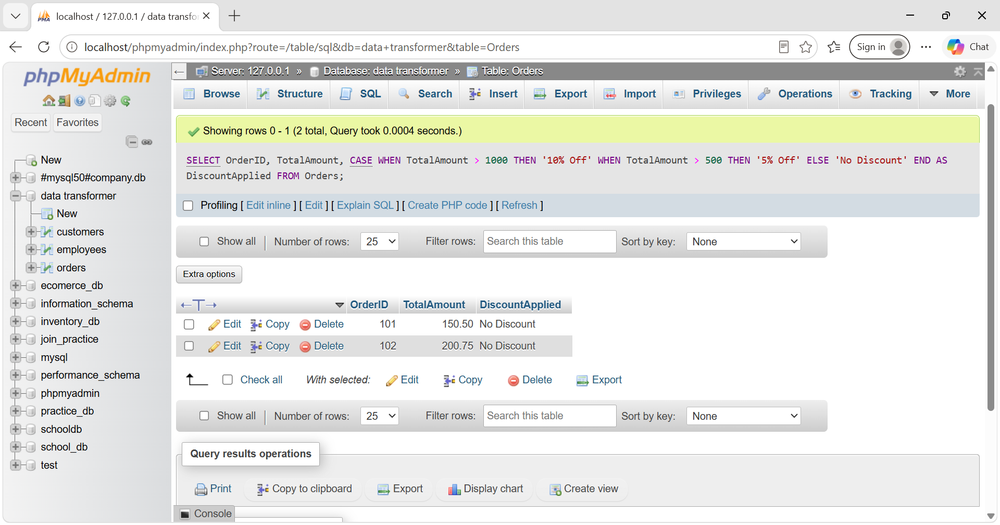 localhost / 127.0.0.1 / data transfo
localhost/phpmyadmin/index.php?route=/table/sql&db=data+transformer&table=Orders
Sign in
Chat
phpMyAdmin
Recent
Favorites
New
#mysql50#company.db
data transformer
New
customers
employees
orders
ecomerce_db
information_schema
inventory_db
join_practice
mysql
performance_schema
phpmyadmin
practice_db
schooldb
school_db
test
Server: 127.0.0.1 » Database: data transformer » Table: Orders
Browse Structure SQL Search Insert Export Import Privileges Operations Tracking More
Showing rows 0 - 1 (2 total, Query took 0.0004 seconds.)
SELECT OrderID, TotalAmount, CASE WHEN TotalAmount > 1000 THEN '10% Off' WHEN TotalAmount > 500 THEN '5% Off' ELSE 'No Discount' END AS
DiscountApplied FROM Orders;
Profiling [ Edit inline ] [ Edit ] [ Explain SQL ] [ Create PHP code ] [ Refresh ]
Show all Number of rows: 25 Filter rows: Search this table Sort by key: None
Extra options
←T→ OrderID TotalAmount DiscountApplied
Edit Copy Delete 101 150.50 No Discount
Edit Copy Delete 102 200.75 No Discount
Check all With selected: Edit Copy Delete Export
Show all Number of rows: 25 Filter rows: Search this table Sort by key: None
Query results operations
Print Copy to clipboard Export Display chart Create view
Console